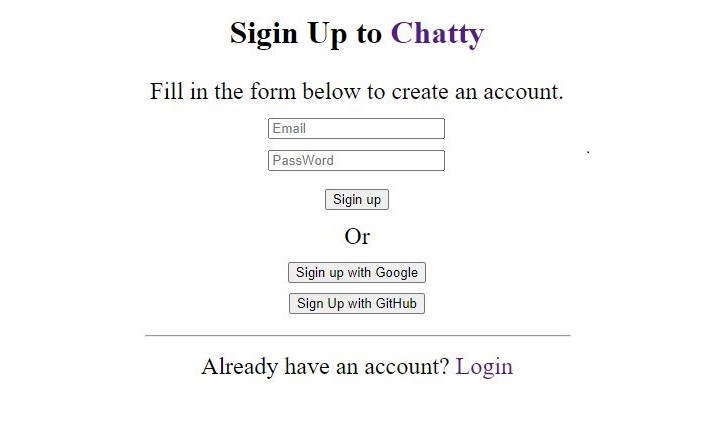 Sigin Up to Chatty
Fill in the form below to create an account.
Email
PassWord
Sigin up
Or
Sigin up with Google
Sign Up with GitHub
Already have an account? Login